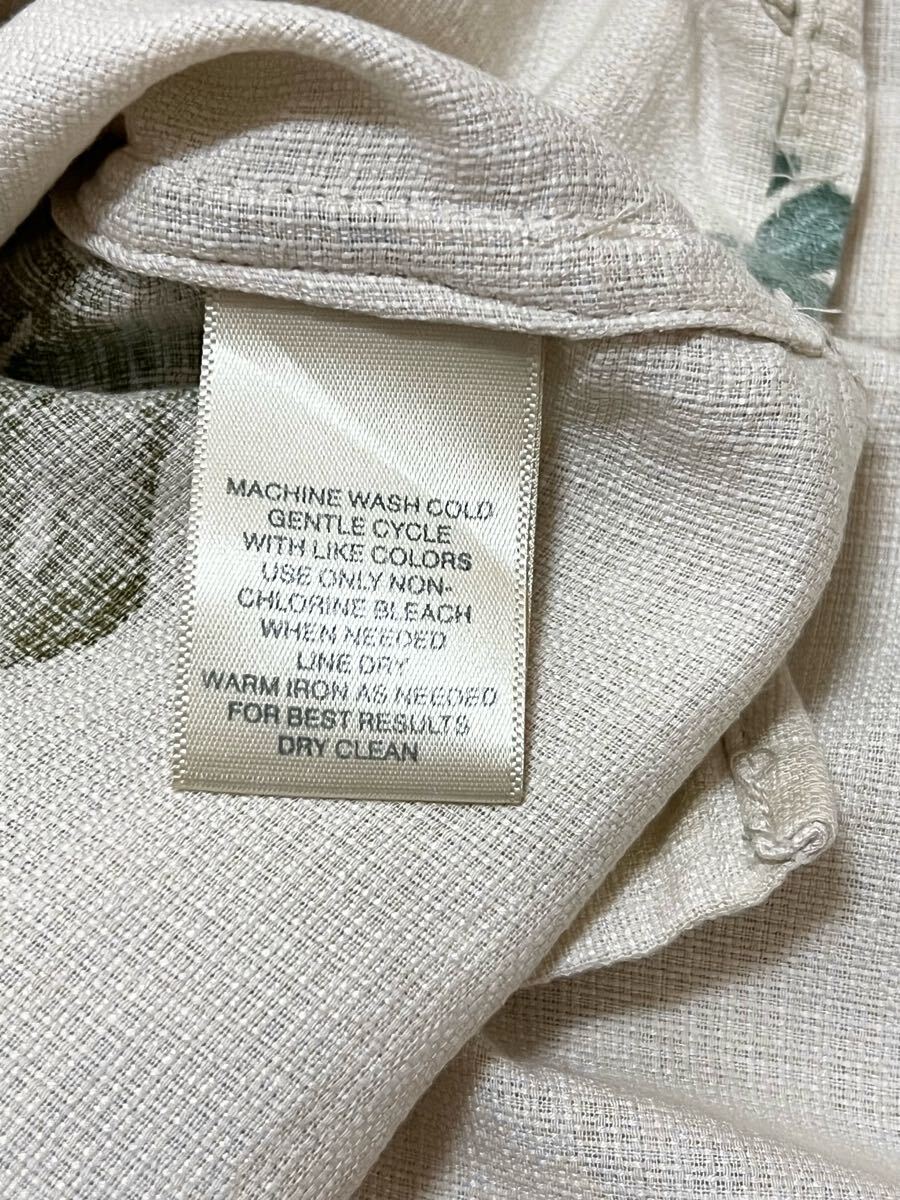 MACHINE WASH COLD
GENTLE CYCLE
WITH LIKE COLORS
USE ONLY NON-
CHLORINE BLEACH
WHEN NEEDED
LINE DRY
WARM IRON AS NEEDED
FOR BEST RESULTS
DRY CLEAN